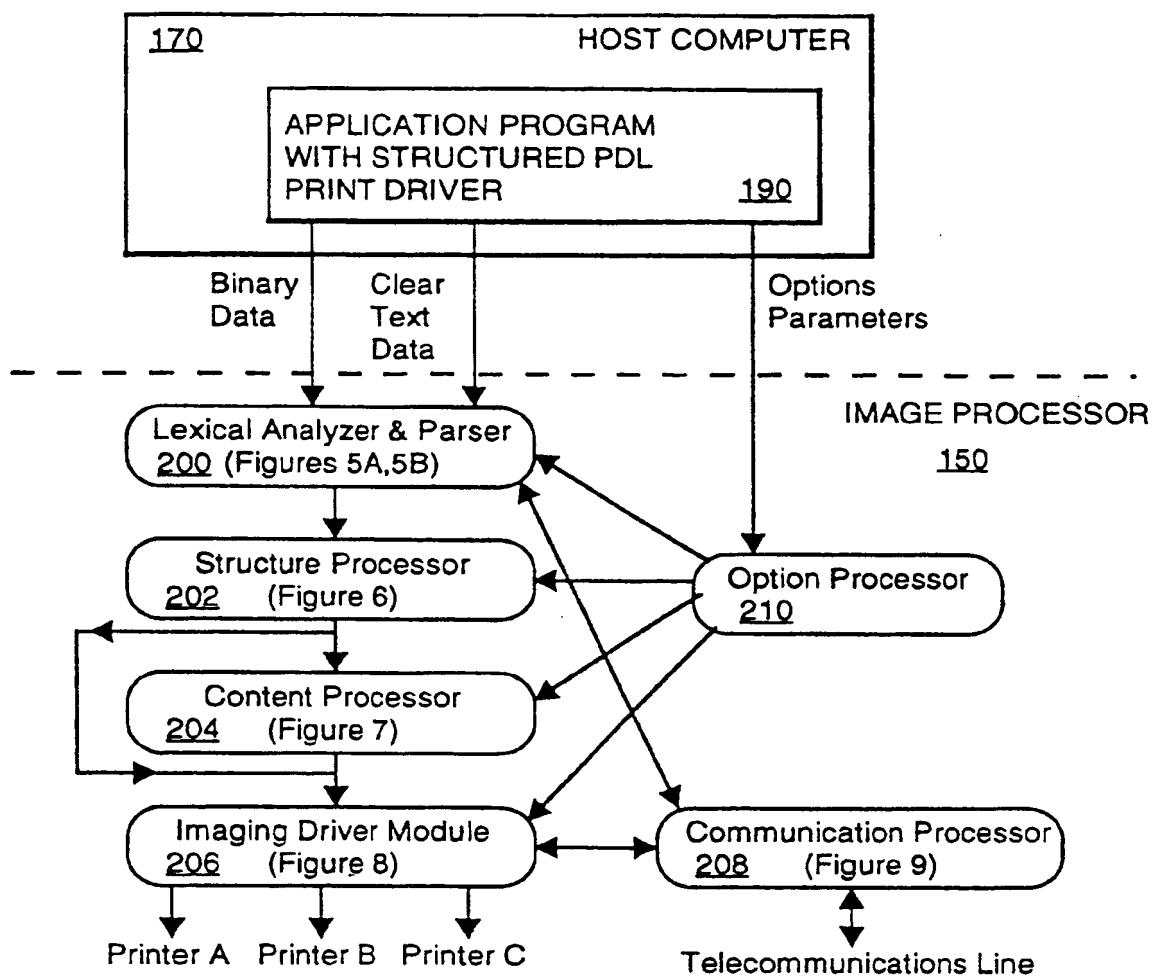 170 HOST COMPUTER
APPLICATION PROGRAM
WITH STRUCTURED PDL
PRINT DRIVER 190
Binary
Data
Clear
Text
Data
Options
Parameters
IMAGE PROCESSOR
150
Lexical Analyzer & Parser
200 (Figures 5A,5B)
Structure Processor
202 (Figure 6)
Option Processor
210
Content Processor
204 (Figure 7)
Imaging Driver Module
206 (Figure 8)
Communication Processor
208 (Figure 9)
Printer A Printer B Printer C
Telecommunications Line